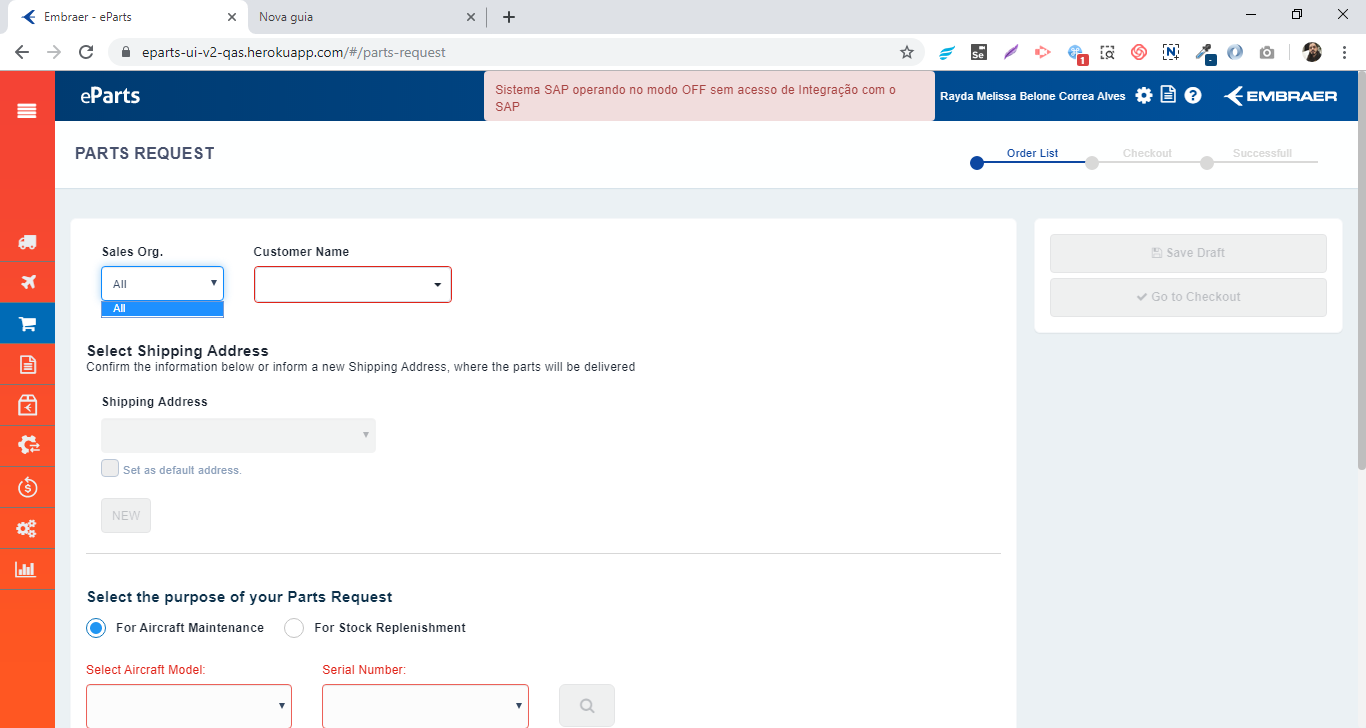 Embraer - eParts
Nova guia
eparts-ui-v2-qas.herokuapp.com/#/parts-request
Se
1
N
eParts
Sistema SAP operando no modo OFF sem acesso de Integração com o
SAP
Rayda Melissa Belone Correa Alves
EMBRAER
PARTS REQUEST
Order List
Checkout
Successfull
Sales Org.
Customer Name
All
All
Save Draft
Go to Checkout
Select Shipping Address
Confirm the information below or inform a new Shipping Address, where the parts will be delivered
Shipping Address
Set as default address.
NEW
Select the purpose of your Parts Request
For Aircraft Maintenance
For Stock Replenishment
Select Aircraft Model:
Serial Number: